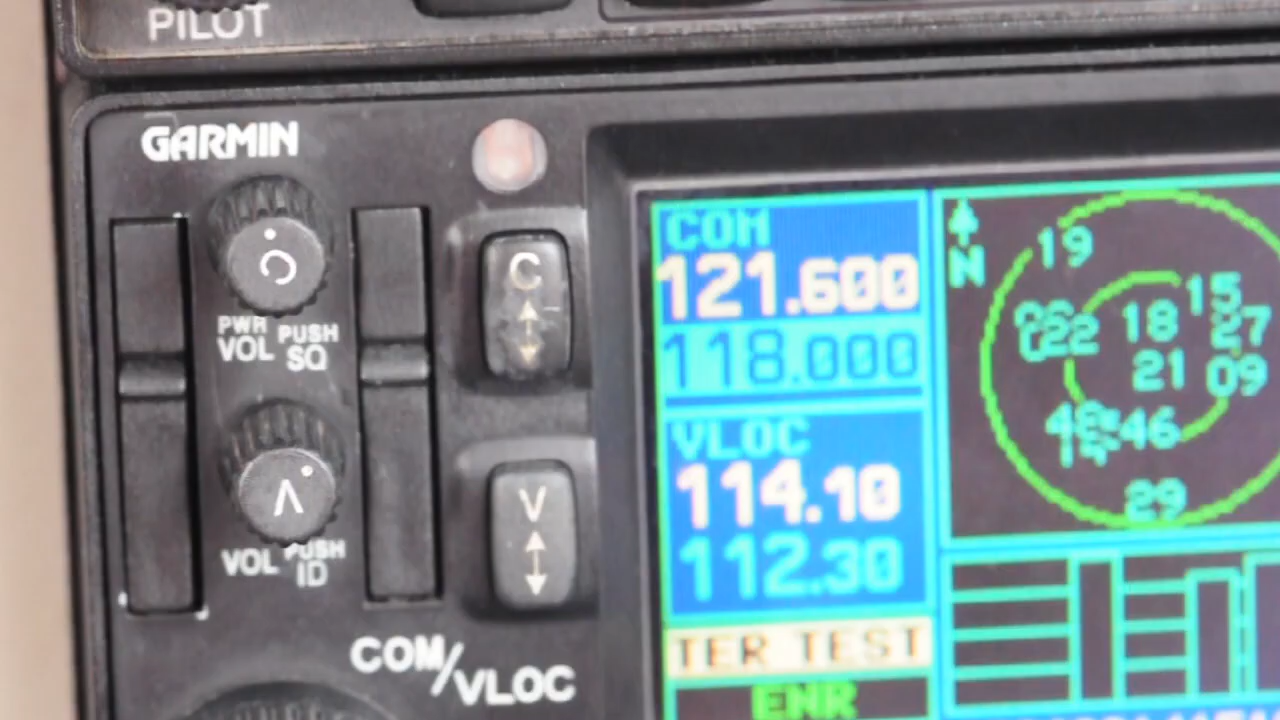 PILOT
GARMIN
C
PWR
VOL
PUSH
SQ
C
V
VOL
PUSH
ID
V
COM/VLOC
COM
121.600
118.000
VLOC
114.10
112.30
TER TEST
ENR
N
19
15
22
18
27
21
09
46
29